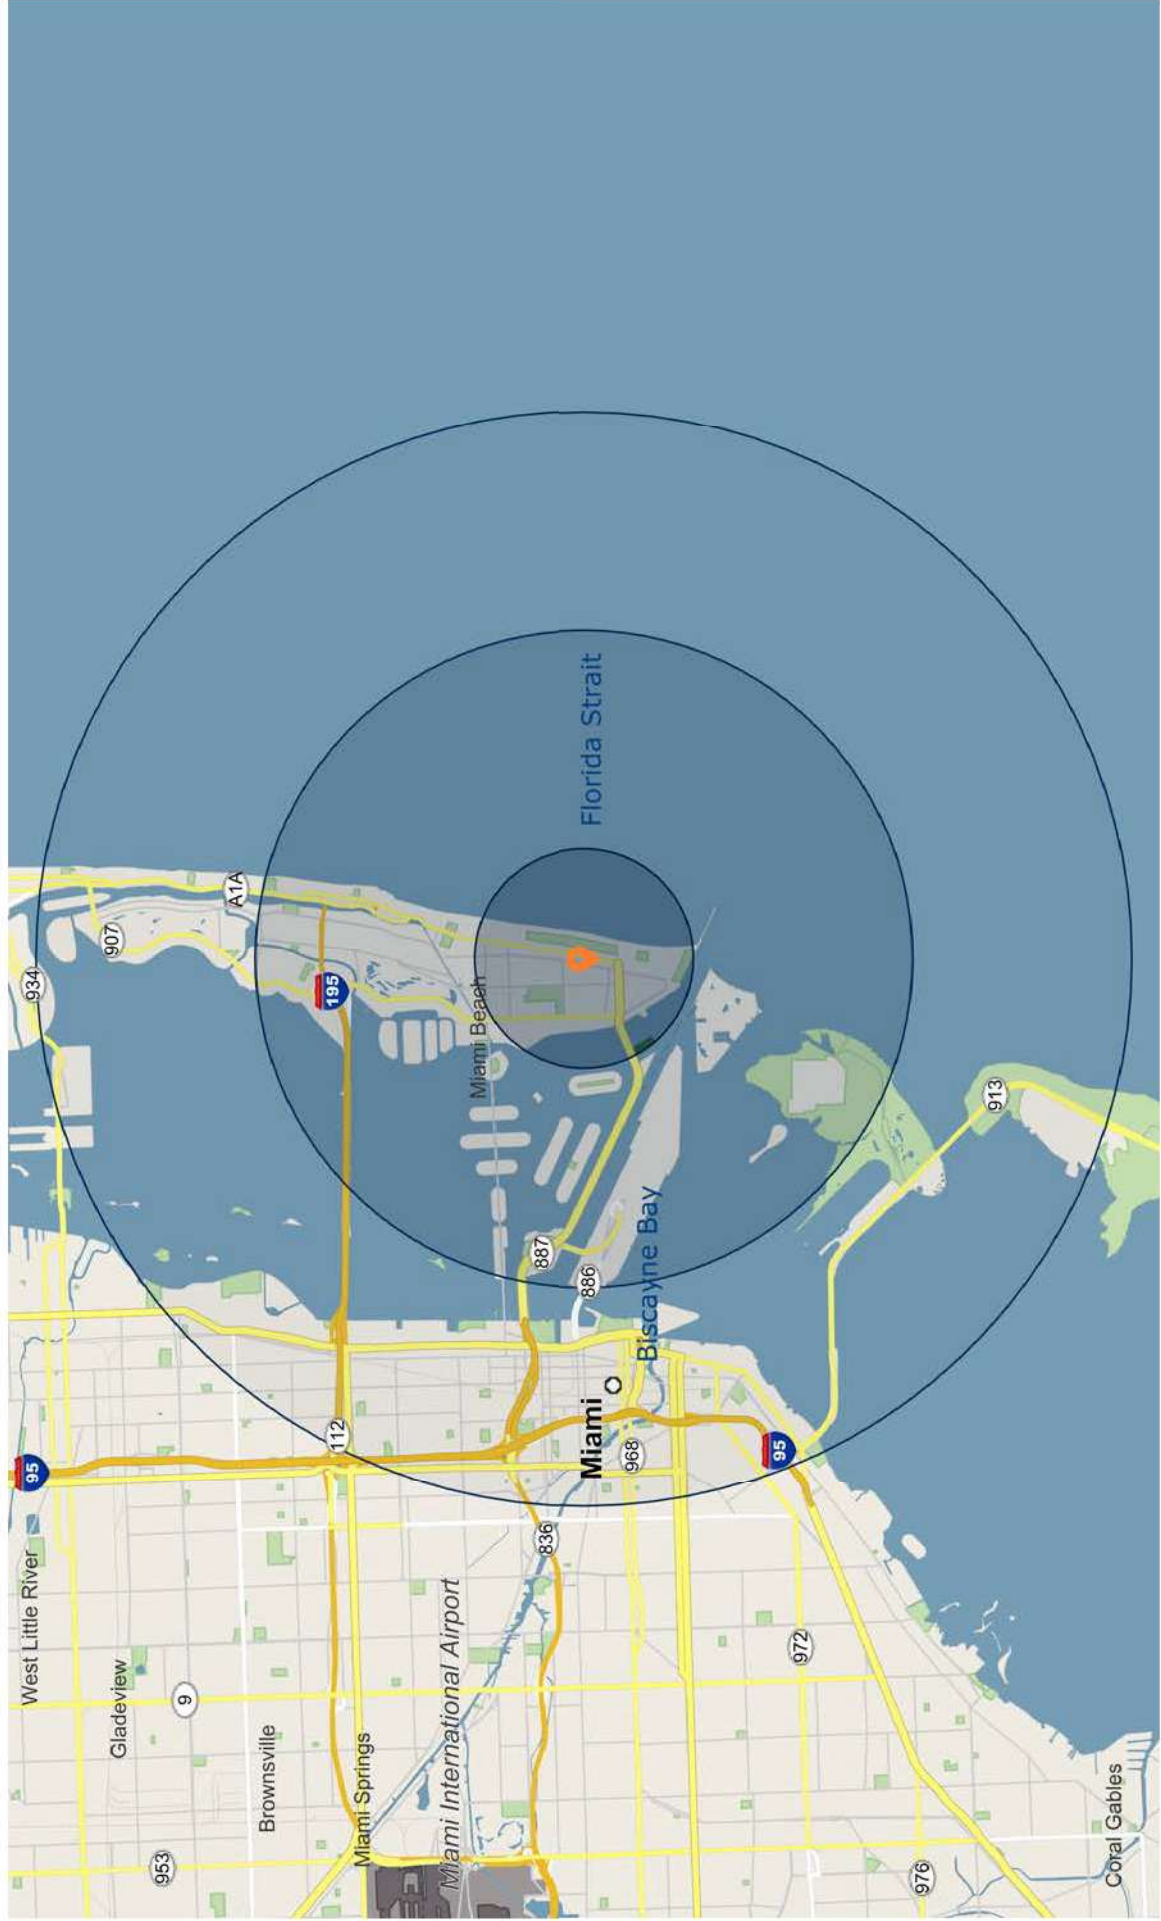 934
907
A1A
195
Miami Beach
Florida Strait
913
887
886
Biscayne Bay
112
95
Miami
968
95
836
West Little River
Gladeview
9
Brownsville
Miami Springs
Miami International Airport
972
953
976
Coral Gables